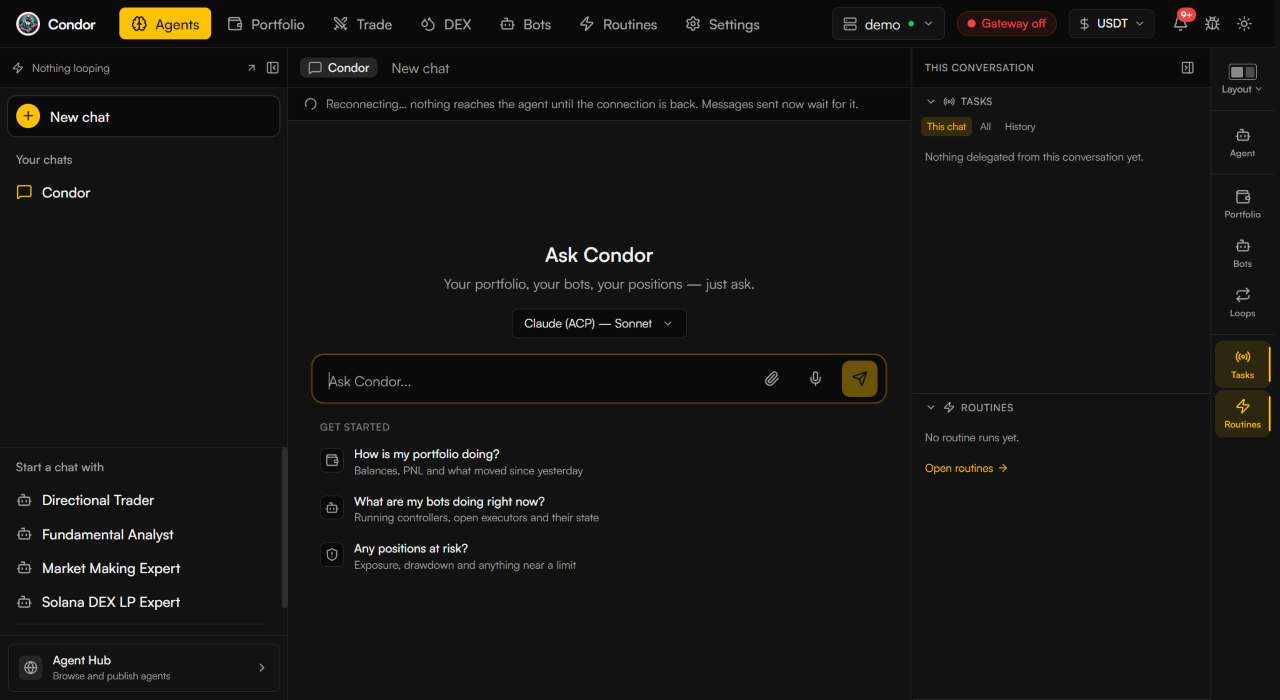 Condor
Agents
Portfolio
Trade
DEX
Bots
Routines
Settings
demo
Gateway off
$ USDT
9+
Nothing looping
Condor
New chat
THIS CONVERSATION
Layout
New chat
Reconnecting… nothing reaches the agent until the connection is back. Messages sent now wait for it.
TASKS
This chat
All
History
Nothing delegated from this conversation yet.
Your chats
Condor
Agent
Portfolio
Bots
Loops
Tasks
Routines
Ask Condor
Your portfolio, your bots, your positions — just ask.
Claude (ACP) — Sonnet
Ask Condor...
GET STARTED
How is my portfolio doing?
Balances, PNL and what moved since yesterday
What are my bots doing right now?
Running controllers, open executors and their state
Any positions at risk?
Exposure, drawdown and anything near a limit
ROUTINES
No routine runs yet.
Open routines →
Start a chat with
Directional Trader
Fundamental Analyst
Market Making Expert
Solana DEX LP Expert
Agent Hub
Browse and publish agents